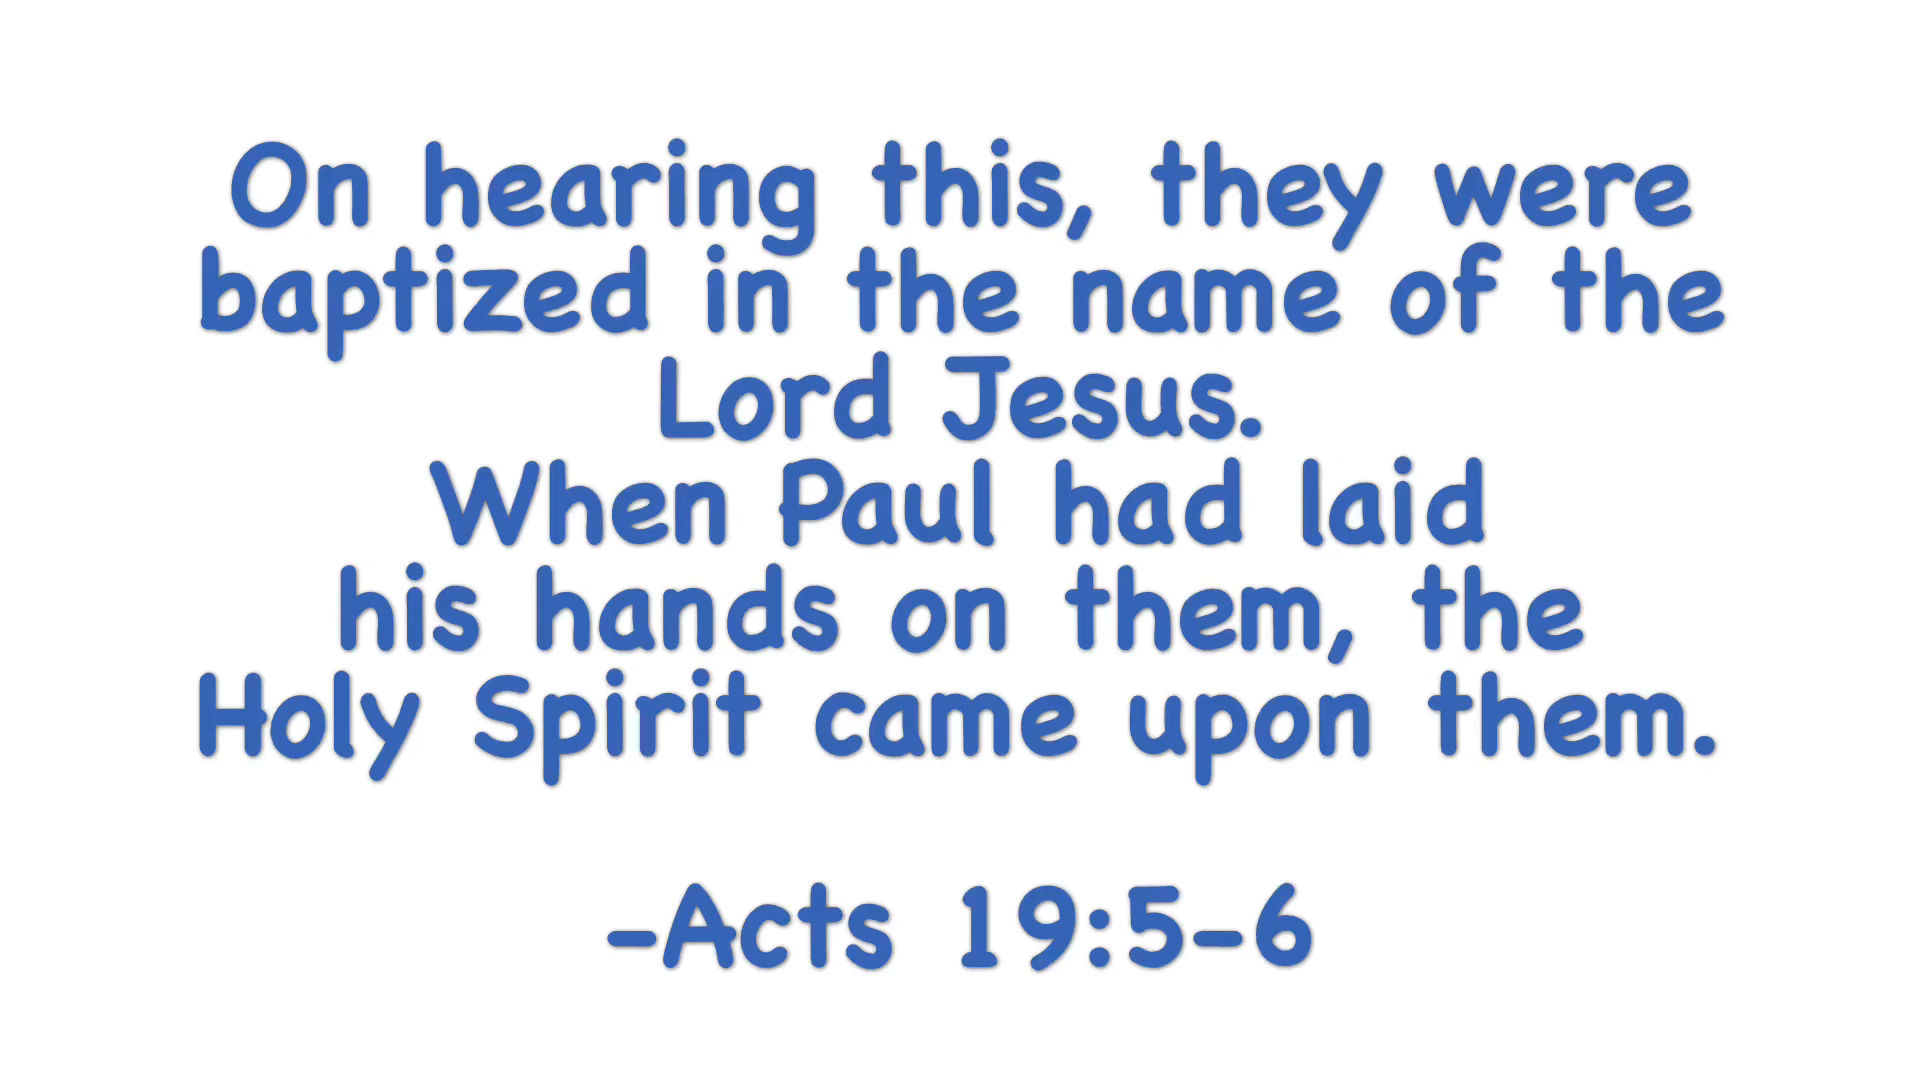 On hearing this, they were
baptized in the name of the
Lord Jesus.
When Paul had laid
his hands on them, the
Holy Spirit came upon them.
-Acts 19:5-6